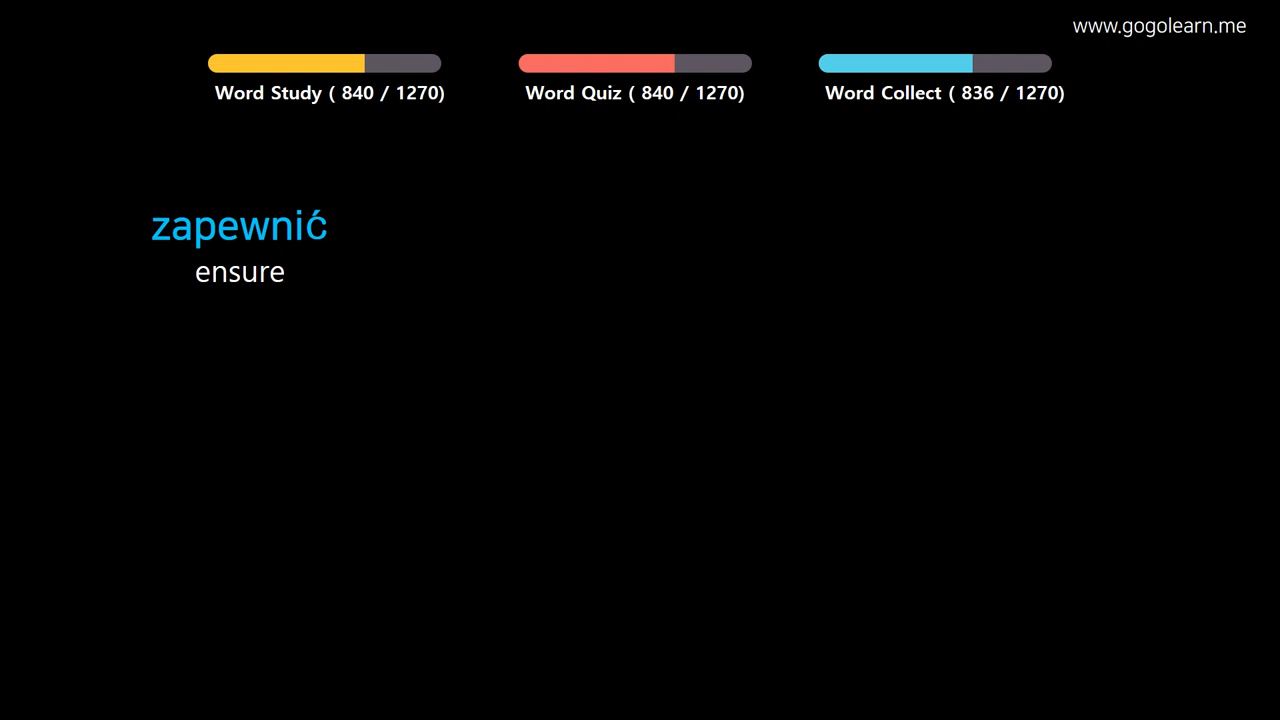 www.gogolearn.me
Word Study ( 840 / 1270)
Word Quiz ( 840 / 1270)
Word Collect ( 836 / 1270)
zapewnić
ensure